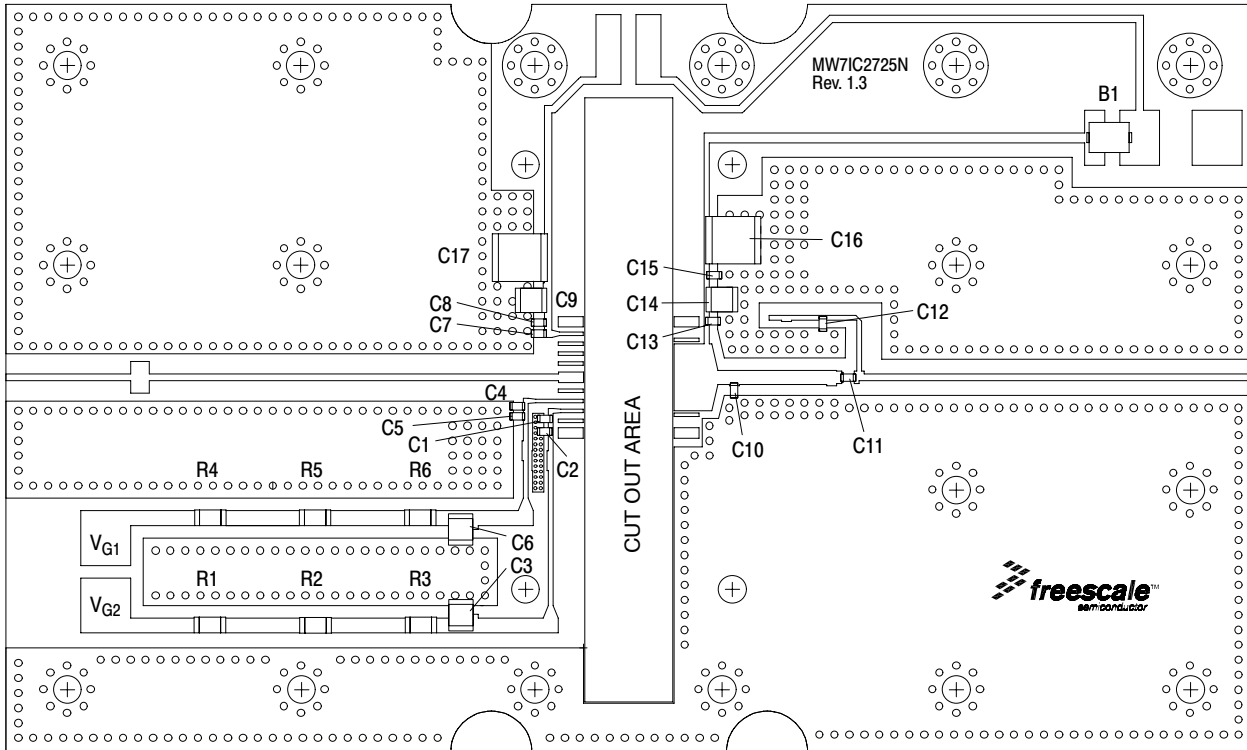 MW7IC2725N
Rev. 1.3
B1
C17
C16
C15
C8
C9
C14
C12
C7
C13
C4
C5
C1
C2
C10
C11
R4 R5 R6
CUT OUT AREA
VG1
C6
C3
R1 R2 R3
VG2
freescale™
semiconductor